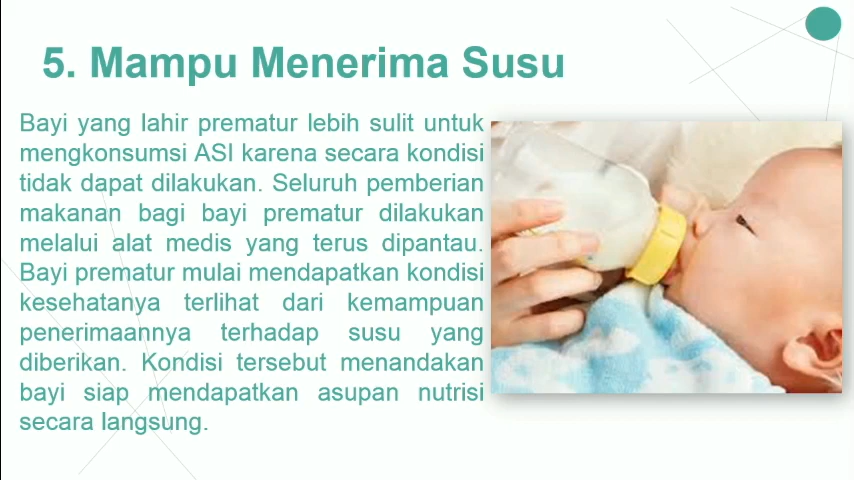 5. Mampu Menerima Susu
Bayi yang lahir prematur lebih sulit untuk
mengkonsumsi ASI karena secara kondisi
tidak dapat dilakukan. Seluruh pemberian
makanan bagi bayi prematur dilakukan
melalui alat medis yang terus dipantau.
Bayi prematur mulai mendapatkan kondisi
kesehatanya terlihat dari kemampuan
penerimaannya terhadap susu yang
diberikan. Kondisi tersebut menandakan
bayi siap mendapatkan asupan nutrisi
secara langsung.